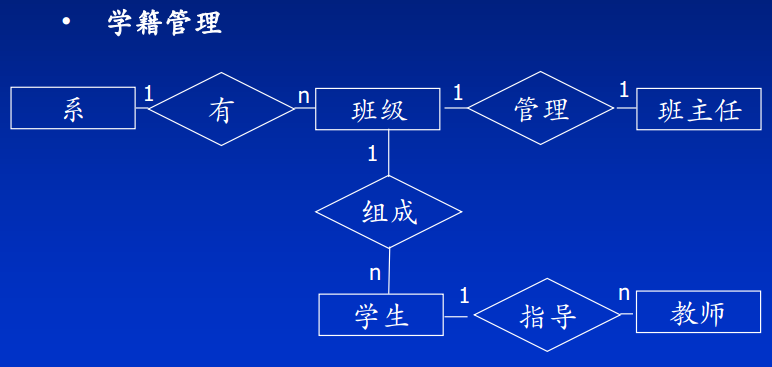 • 学籍管理
系 1 有 n 班级 1 管理 1 班主任
1
组成
n
学生 1 指导 n 教师